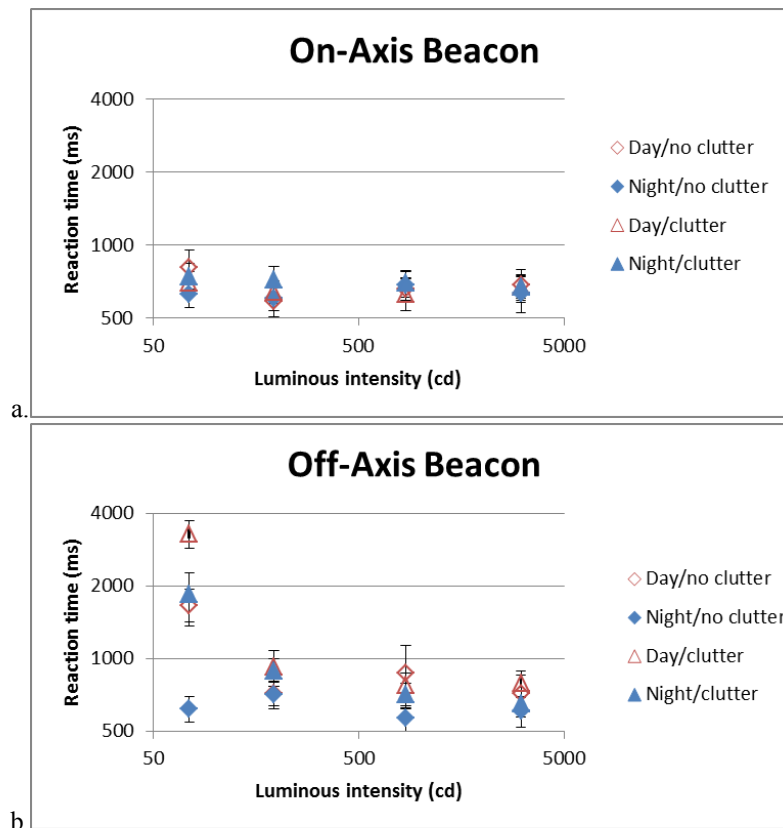 On-Axis Beacon
4000
2000
1000
500
50
500
5000
Reaction time (ms)
Luminous intensity (cd)
Day/no clutter
Night/no clutter
Day/clutter
Night/clutter
a.
Off-Axis Beacon
4000
2000
1000
500
50
500
5000
Reaction time (ms)
Luminous intensity (cd)
Day/no clutter
Night/no clutter
Day/clutter
Night/clutter
b